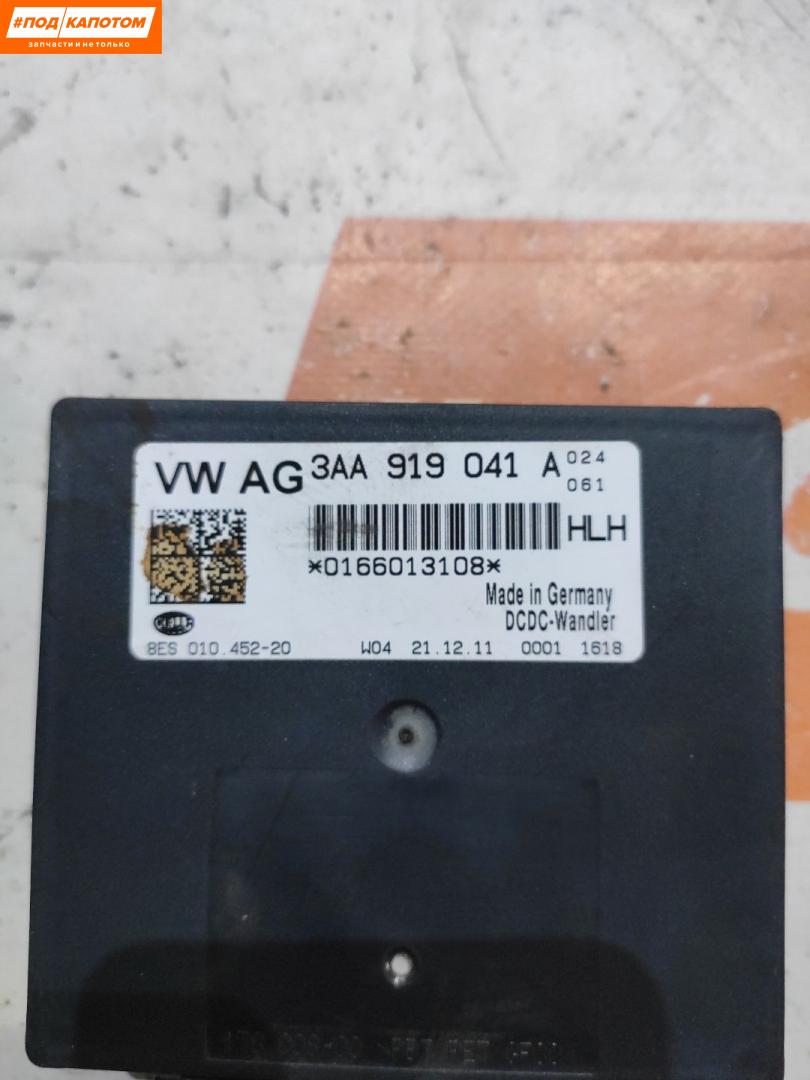 #ПОД КАПОТОМ
запчасти и не только
VW AG 3AA 919 041 A 024
061
HLH
*0166013108*
Made in Germany
HELLA DCDC-Wandler
8ES 010.452-20 W04 21.12.11 0001 1618